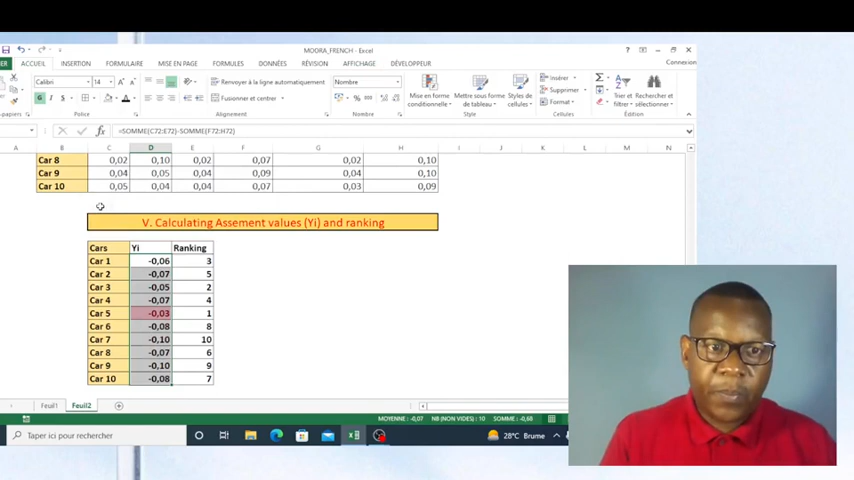 MOORA_FRENCH - Excel
Connexion
ACCUEIL INSERTION FORMULAIRE MISE EN PAGE FORMULES DONNÉES RÉVISION AFFICHAGE DÉVELOPPEUR
Calibri 14 Renvoyer à la ligne automatiquement Nombre
G I S A Fusionner et centrer % 000
Mise en forme conditionnelle
Mettre sous forme de tableau
Styles de cellules
Insérer
Supprimer
Format
Trier et filtrer
Rechercher et sélectionner
Police Alignement Nombre Style Cellules
=SOMME(C72:E72)-SOMME(F72:H72)
A B C D E F G H I J K L M N
Car 8 0,02 0,10 0,02 0,07 0,02 0,10
Car 9 0,04 0,05 0,04 0,09 0,04 0,10
Car 10 0,05 0,04 0,04 0,07 0,03 0,09
V. Calculating Assement values (Yi) and ranking
Cars Yi Ranking
Car 1 -0,06 3
Car 2 -0,07 5
Car 3 -0,05 2
Car 4 -0,07 4
Car 5 -0,03 1
Car 6 -0,08 8
Car 7 -0,10 10
Car 8 -0,07 6
Car 9 -0,10 9
Car 10 -0,08 7
Feuil1 Feuil2
MOYENNE : -0,07 NB (NON VIDES) : 10 SOMME : -0,68
Taper ici pour rechercher
28°C Brume